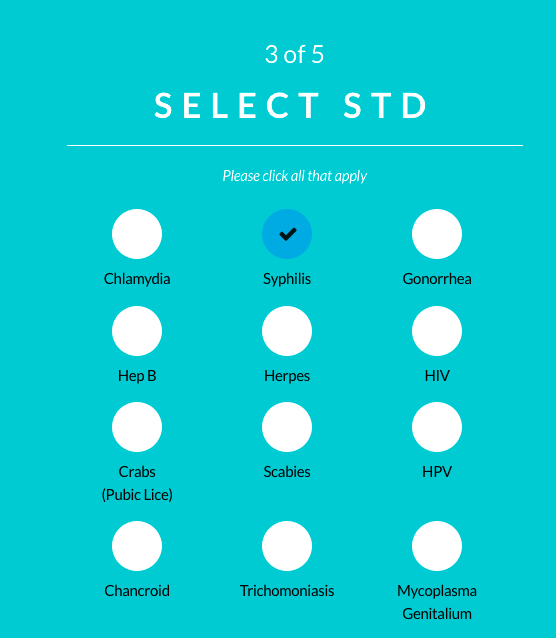 3 of 5
SELECT STD
Please click all that apply
Chlamydia
Syphilis
Gonorrhea
Hep B
Herpes
HIV
Crabs
(Pubic Lice)
Scabies
HPV
Chancroid
Trichomoniasis
Mycoplasma
Genitalium